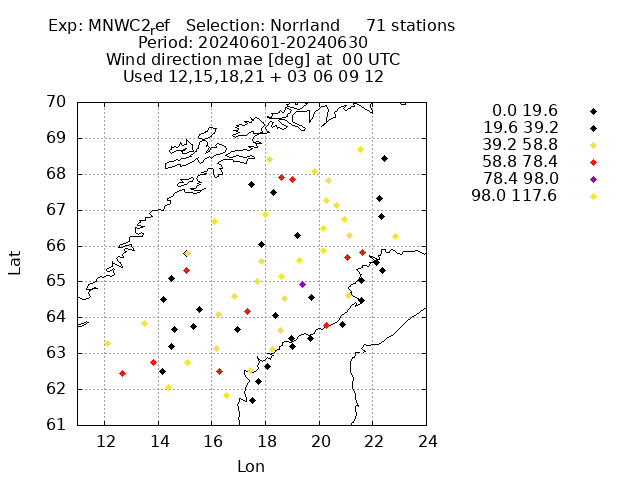 Exp: MNWC2ref Selection: Norrland 71 stations
Period: 20240601-20240630
Wind direction mae [deg] at 00 UTC
Used 12,15,18,21 + 03 06 09 12
70
69
68
67
66
65
64
63
62
61
12 14 16 18 20 22 24
Lat
Lon
0.0 19.6
19.6 39.2
39.2 58.8
58.8 78.4
78.4 98.0
98.0 117.6